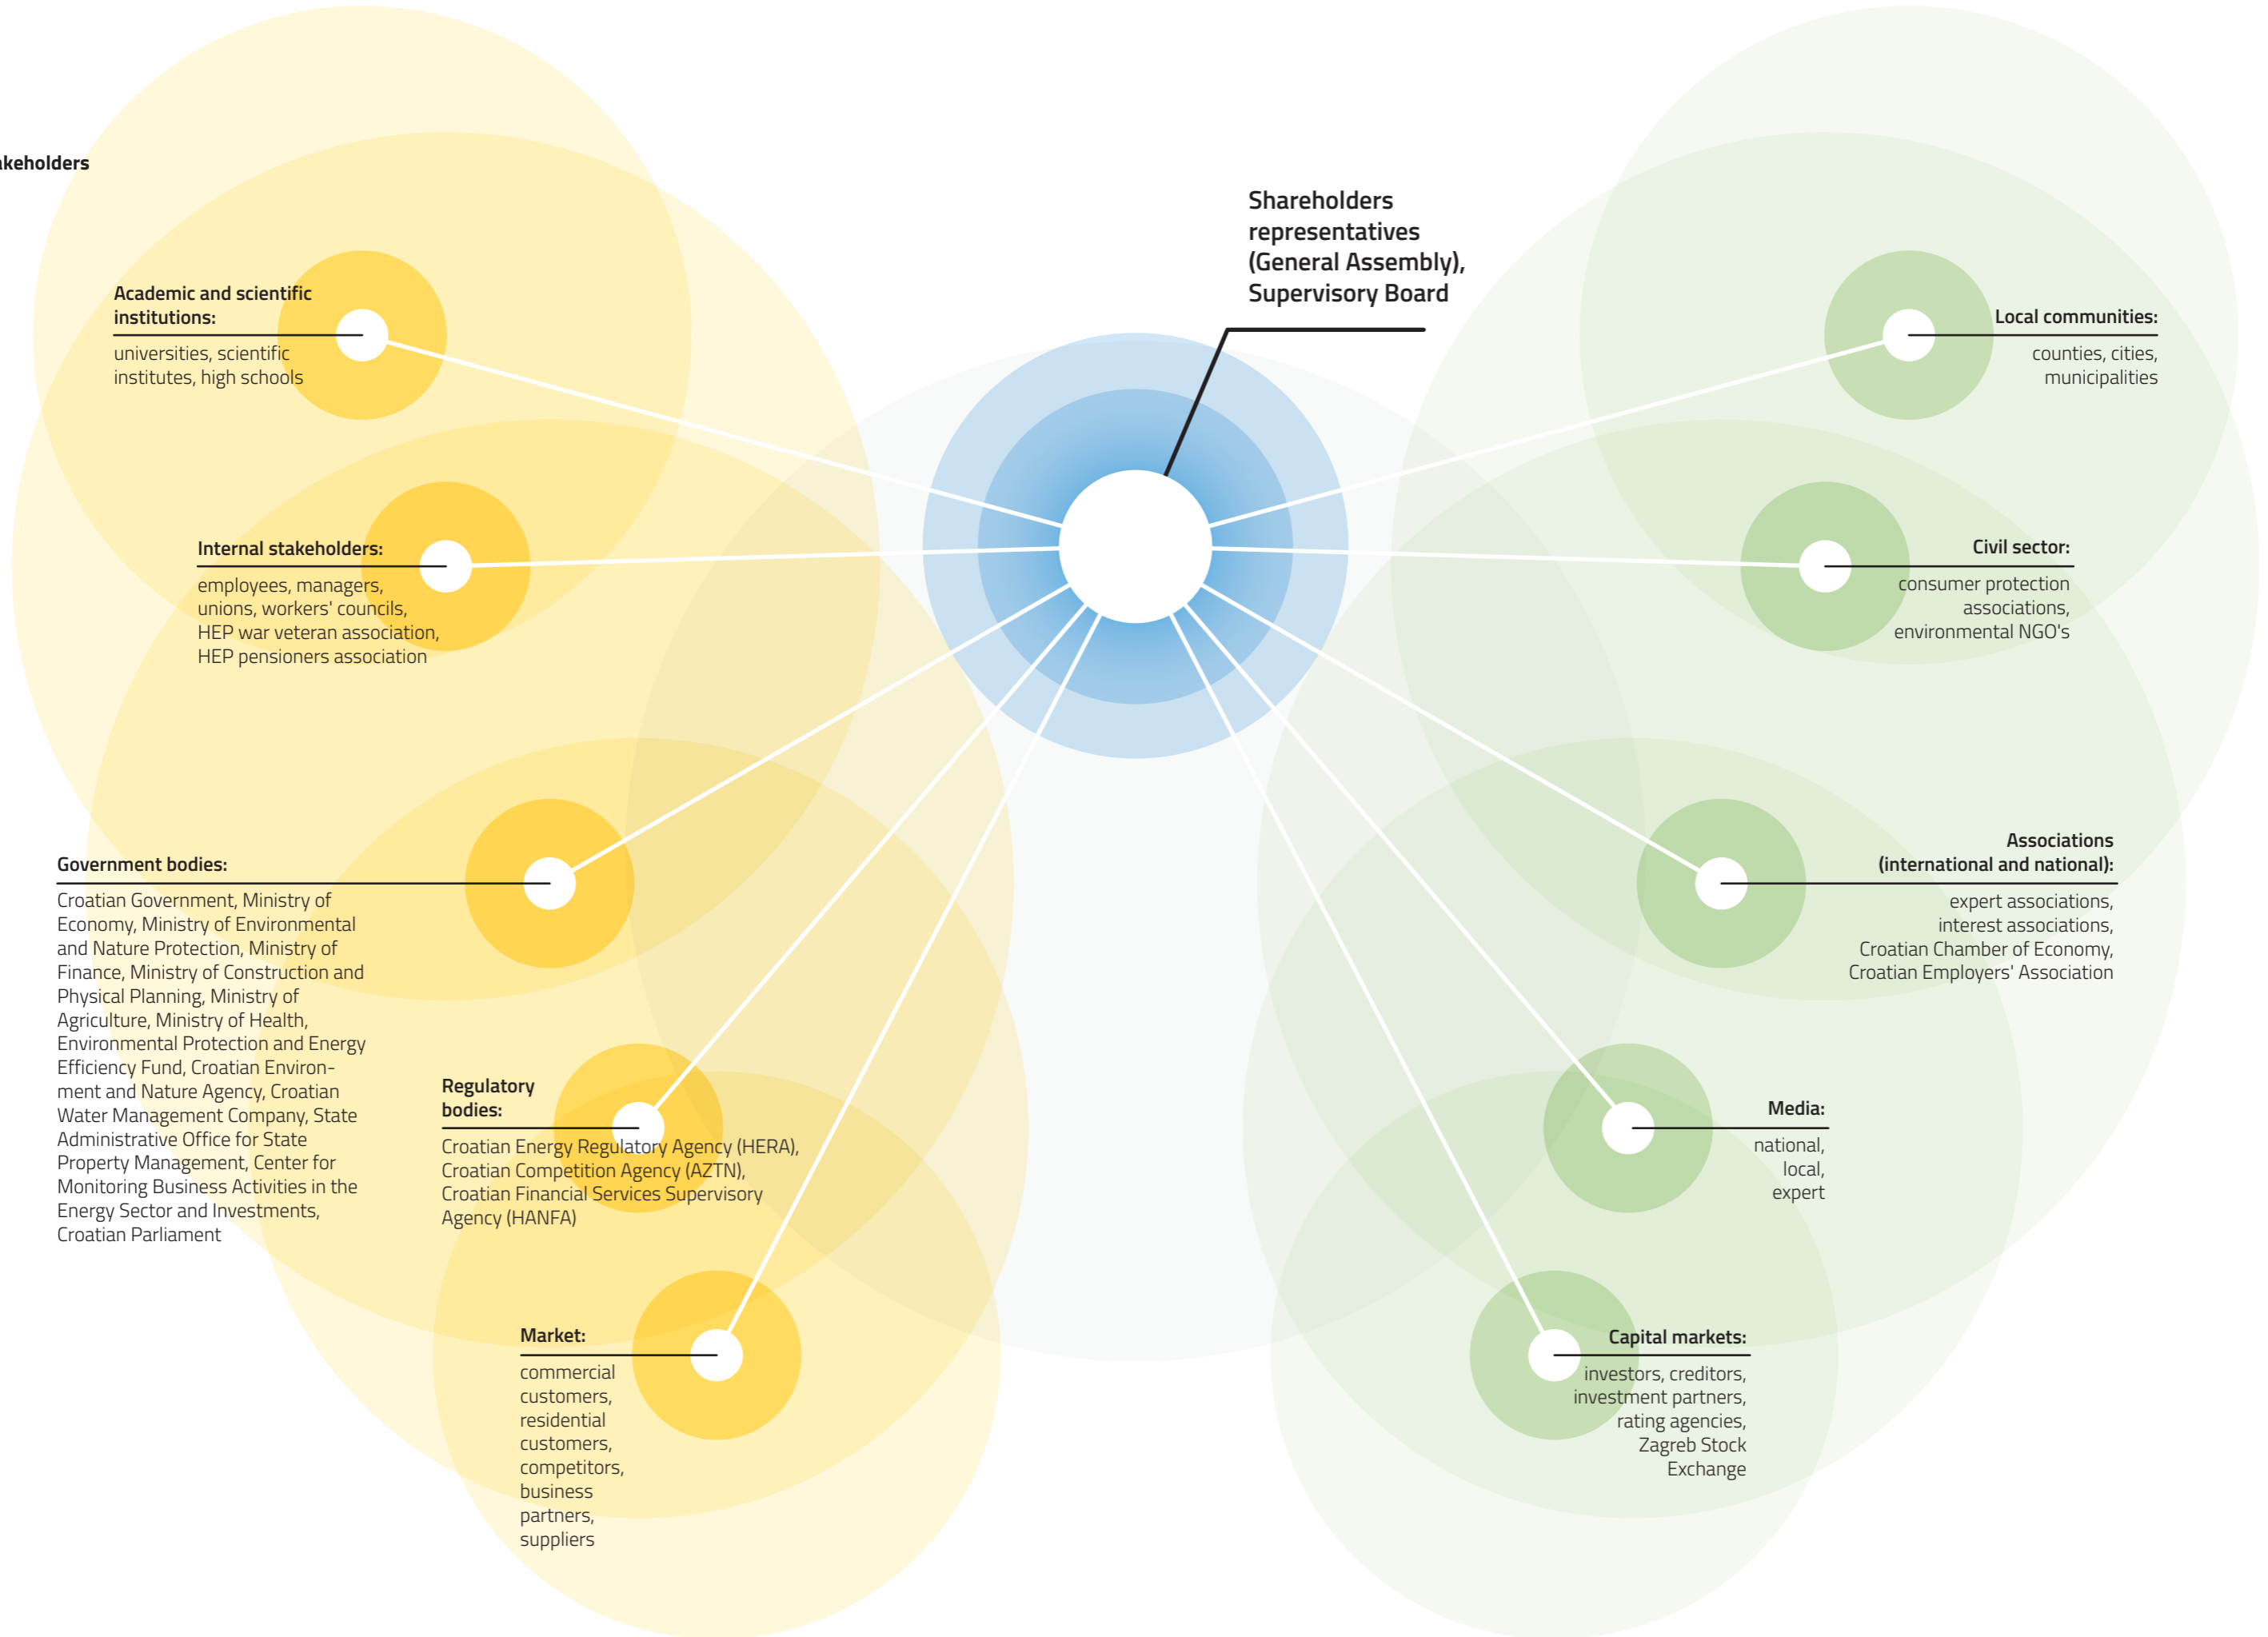 akeholders
Shareholders
representatives
(General Assembly),
Supervisory Board
Academic and scientific
institutions:
universities, scientific
institutes, high schools
Internal stakeholders:
employees, managers,
unions, workers' councils,
HEP war veteran association,
HEP pensioners association
Government bodies:
Croatian Government, Ministry of
Economy, Ministry of Environmental
and Nature Protection, Ministry of
Finance, Ministry of Construction and
Physical Planning, Ministry of
Agriculture, Ministry of Health,
Environmental Protection and Energy
Efficiency Fund, Croatian Environ-
ment and Nature Agency, Croatian
Water Management Company, State
Administrative Office for State
Property Management, Center for
Monitoring Business Activities in the
Energy Sector and Investments,
Croatian Parliament
Regulatory
bodies:
Croatian Energy Regulatory Agency (HERA),
Croatian Competition Agency (AZTN),
Croatian Financial Services Supervisory
Agency (HANFA)
Market:
commercial
customers,
residential
customers,
competitors,
business
partners,
suppliers
Local communities:
counties, cities,
municipalities
Civil sector:
consumer protection
associations,
environmental NGO's
Associations
(international and national):
expert associations,
interest associations,
Croatian Chamber of Economy,
Croatian Employers' Association
Media:
national,
local,
expert
Capital markets:
investors, creditors,
investment partners,
rating agencies,
Zagreb Stock
Exchange